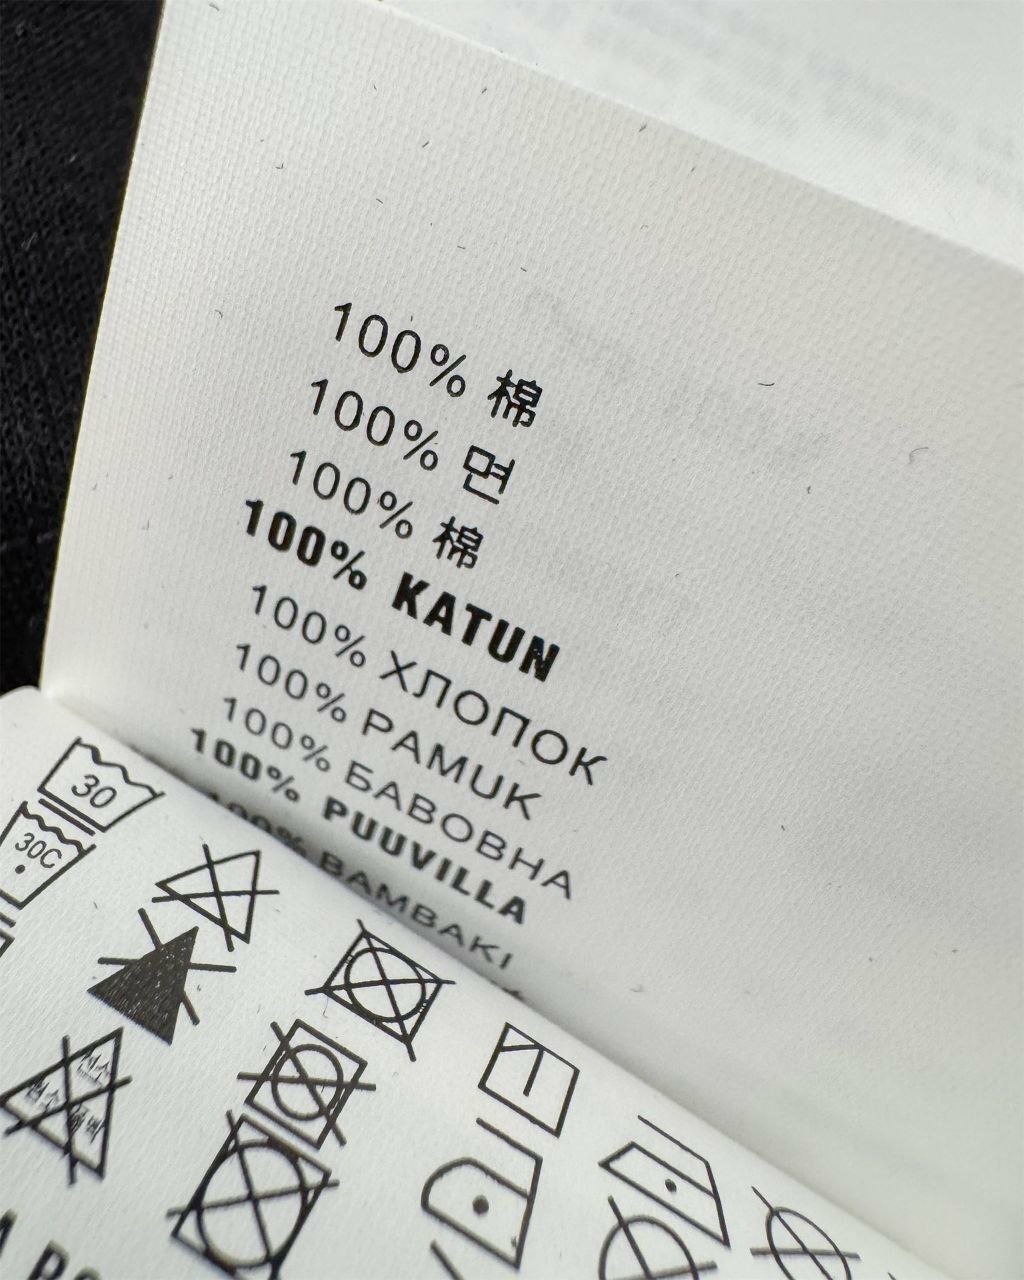 100% 棉
100% 면
100% 棉
100% KATUN
100% ХЛОПОК
100% PAMUK
100% БАВОВНА
100% PUUVILLA
100% BAMBAKI
30
30C